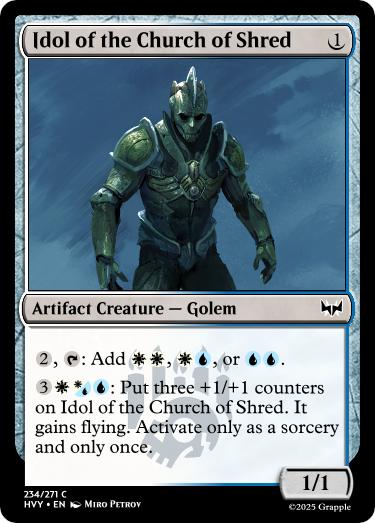 Idol of the Church of Shred 1
Artifact Creature — Golem
2, : Add , , or .
3 : Put three +1/+1 counters
on Idol of the Church of Shred. It
gains flying. Activate only as a sorcery
and only once.
1/1
234/271 C
HVY • EN Miro Petrov
©2025 Grapple